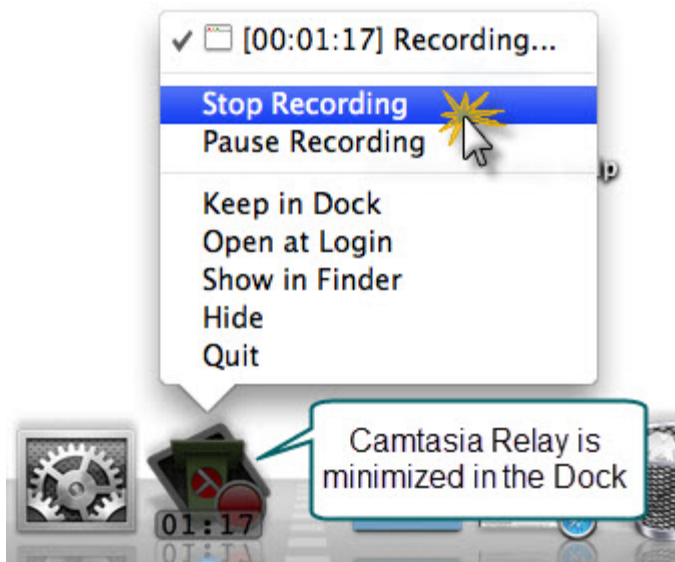 [00:01:17] Recording...
Stop Recording
Pause Recording
Keep in Dock
Open at Login
Show in Finder
Hide
Quit
Camtasia Relay is
minimized in the Dock
01:17